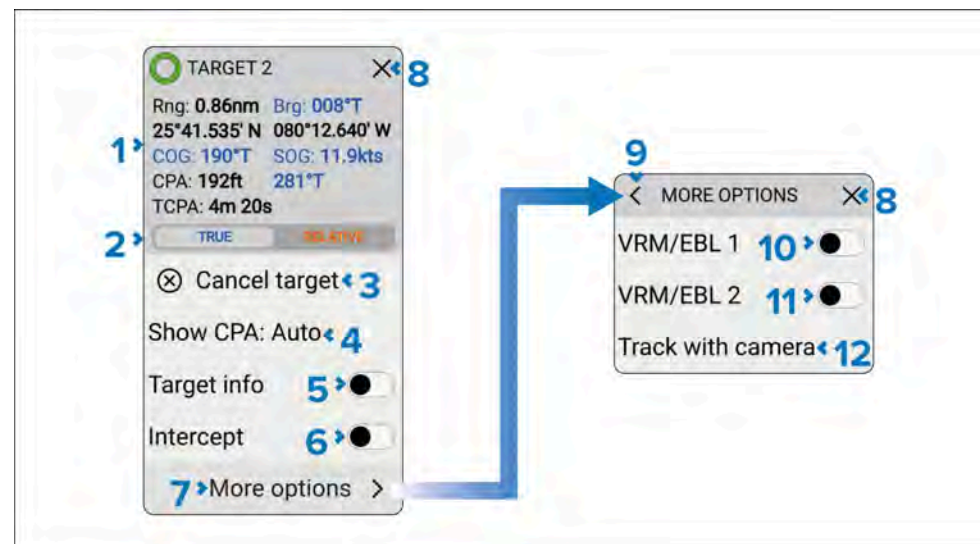 TARGET 2
8
Rng: 0.86nm Brg: 008°T
25°41.535' N 080°12.640' W
1
COG: 190°T SOG: 11.9kts
CPA: 192ft 281°T
TCPA: 4m 20s
2
TRUE RELATIVE
Cancel target 3
Show CPA: Auto 4
Target info 5
Intercept 6
7 More options >
9
< MORE OPTIONS
8
VRM/EBL 1 10
VRM/EBL 2 11
Track with camera 12